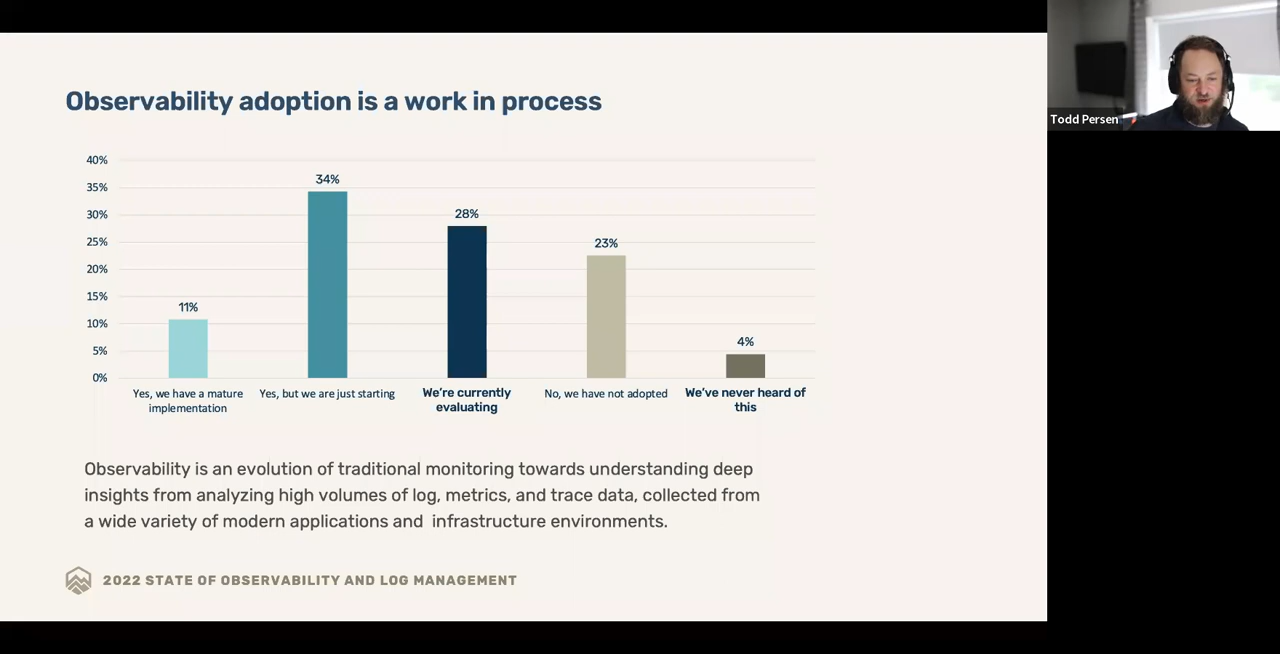 Observability adoption is a work in process
40%
35%
30%
25%
20%
15%
10%
5%
0%
11%
34%
28%
23%
4%
Yes, we have a mature
implementation
Yes, but we are just starting
We're currently
evaluating
No, we have not adopted
We've never heard of
this
Observability is an evolution of traditional monitoring towards understanding deep
insights from analyzing high volumes of log, metrics, and trace data, collected from
a wide variety of modern applications and  infrastructure environments.
2022 STATE OF OBSERVABILITY AND LOG MANAGEMENT
Todd Persen